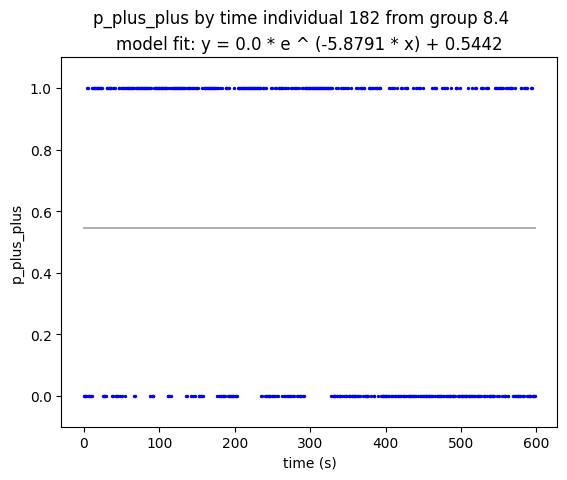 p_plus_plus by time individual 182 from group 8.4
model fit: y = 0.0 * e ^ (-5.8791 * x) + 0.5442
1.0
0.8
0.6
0.4
0.2
0.0
p_plus_plus
0 100 200 300 400 500 600
time (s)